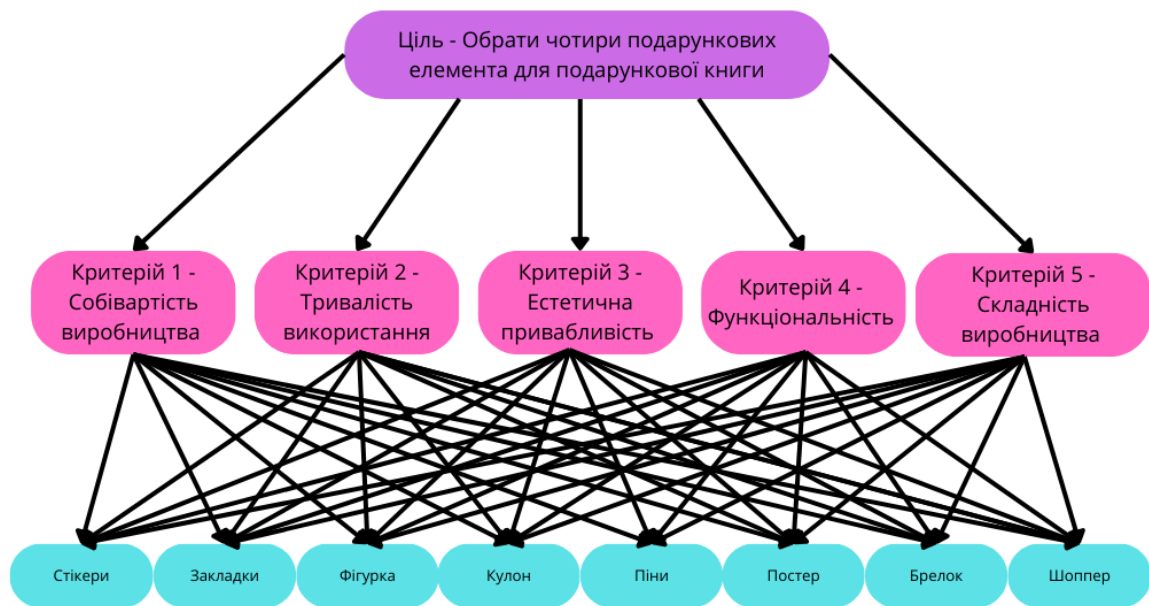 Ціль - Обрати чотири подарункових
елемента для подарункової книги
Критерій 1 -
Собівартість
виробництва
Критерій 2 -
Тривалість
використання
Критерій 3 -
Естетична
привабливість
Критерій 4 -
Функціональність
Критерій 5 -
Складність
виробництва
Стікери
Закладки
Фігурка
Кулон
Піни
Постер
Брелок
Шоппер